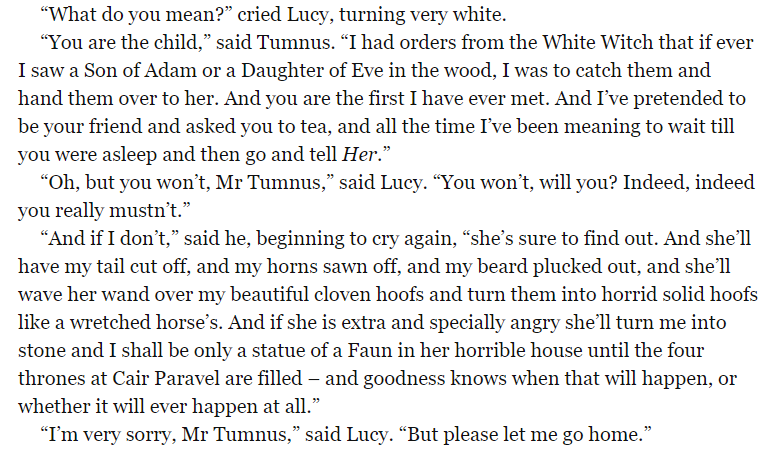 “What do you mean?” cried Lucy, turning very white.
“You are the child,” said Tumnus. “I had orders from the White Witch that if ever
I saw a Son of Adam or a Daughter of Eve in the wood, I was to catch them and
hand them over to her. And you are the first I have ever met. And I’ve pretended to
be your friend and asked you to tea, and all the time I’ve been meaning to wait till
you were asleep and then go and tell Her.”
“Oh, but you won’t, Mr Tumnus,” said Lucy. “You won’t, will you? Indeed, indeed
you really mustn’t.”
“And if I don’t,” said he, beginning to cry again, “she’s sure to find out. And she’ll
have my tail cut off, and my horns sawn off, and my beard plucked out, and she’ll
wave her wand over my beautiful cloven hoofs and turn them into horrid solid hoofs
like a wretched horse’s. And if she is extra and specially angry she’ll turn me into
stone and I shall be only a statue of a Faun in her horrible house until the four
thrones at Cair Paravel are filled – and goodness knows when that will happen, or
whether it will ever happen at all.”
“I’m very sorry, Mr Tumnus,” said Lucy. “But please let me go home.”